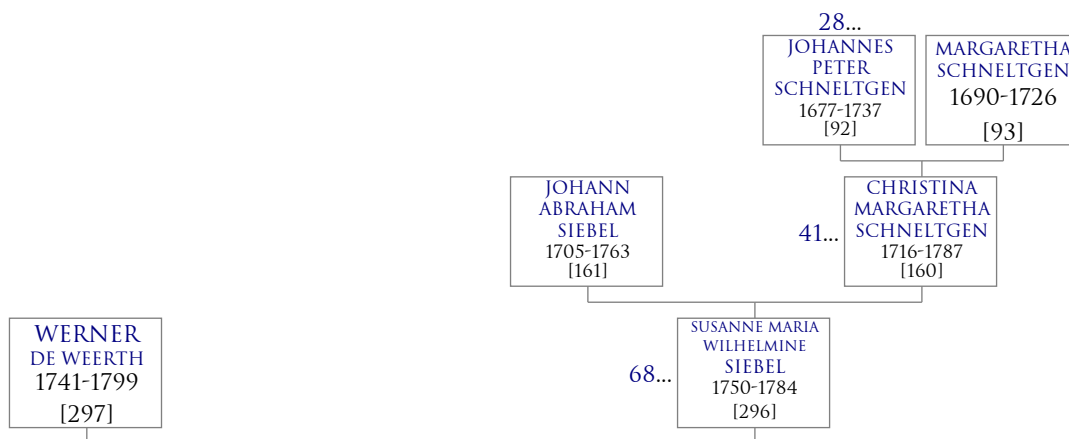 28...
JOHANNES
PETER
SCHNELTGEN
1677-1737
[92]
MARGARETHA
SCHNELTGEN
1690-1726
[93]
JOHANN
ABRAHAM
SIEBEL
1705-1763
[161]
41...
CHRISTINA
MARGARETHA
SCHNELTGEN
1716-1787
[160]
WERNER
DE WEERTH
1741-1799
[297]
68...
SUSANNE MARIA
WILHELMINE
SIEBEL
1750-1784
[296]